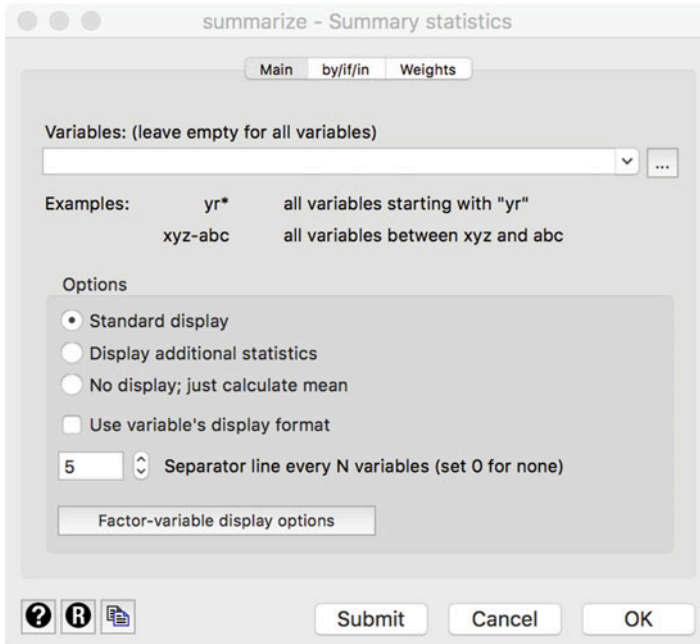 summarize - Summary statistics
Main by/if/in Weights
Variables: (leave empty for all variables)
...
Examples: yr* all variables starting with "yr"
xyz-abc all variables between xyz and abc
Options
Standard display
Display additional statistics
No display; just calculate mean
Use variable's display format
5 Separator line every N variables (set 0 for none)
Factor-variable display options
? R Submit Cancel OK